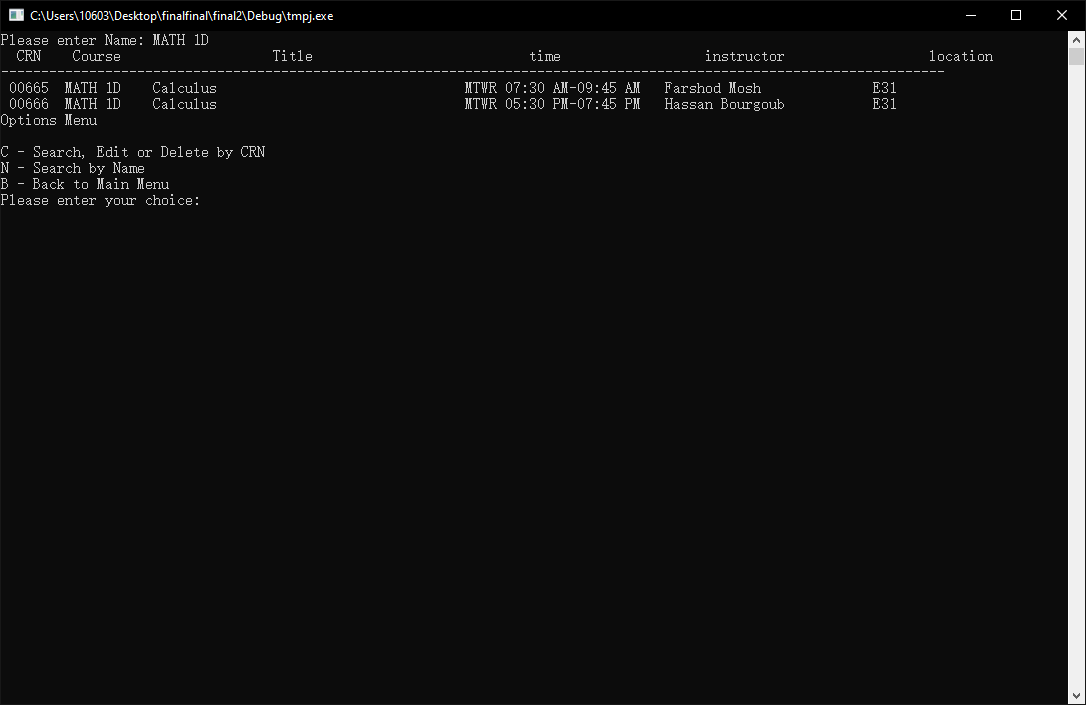 C:\Users\10603\Desktop\finalfinal\final2\Debug\tmpj.exe
Please enter Name: MATH 1D
CRN Course Title time instructor location
----------------------------------------------------------------------------------------------------------------------
00665 MATH 1D Calculus MTWR 07:30 AM-09:45 AM Farshod Mosh E31
00666 MATH 1D Calculus MTWR 05:30 PM-07:45 PM Hassan Bourgoub E31
Options Menu
C - Search, Edit or Delete by CRN
N - Search by Name
B - Back to Main Menu
Please enter your choice: